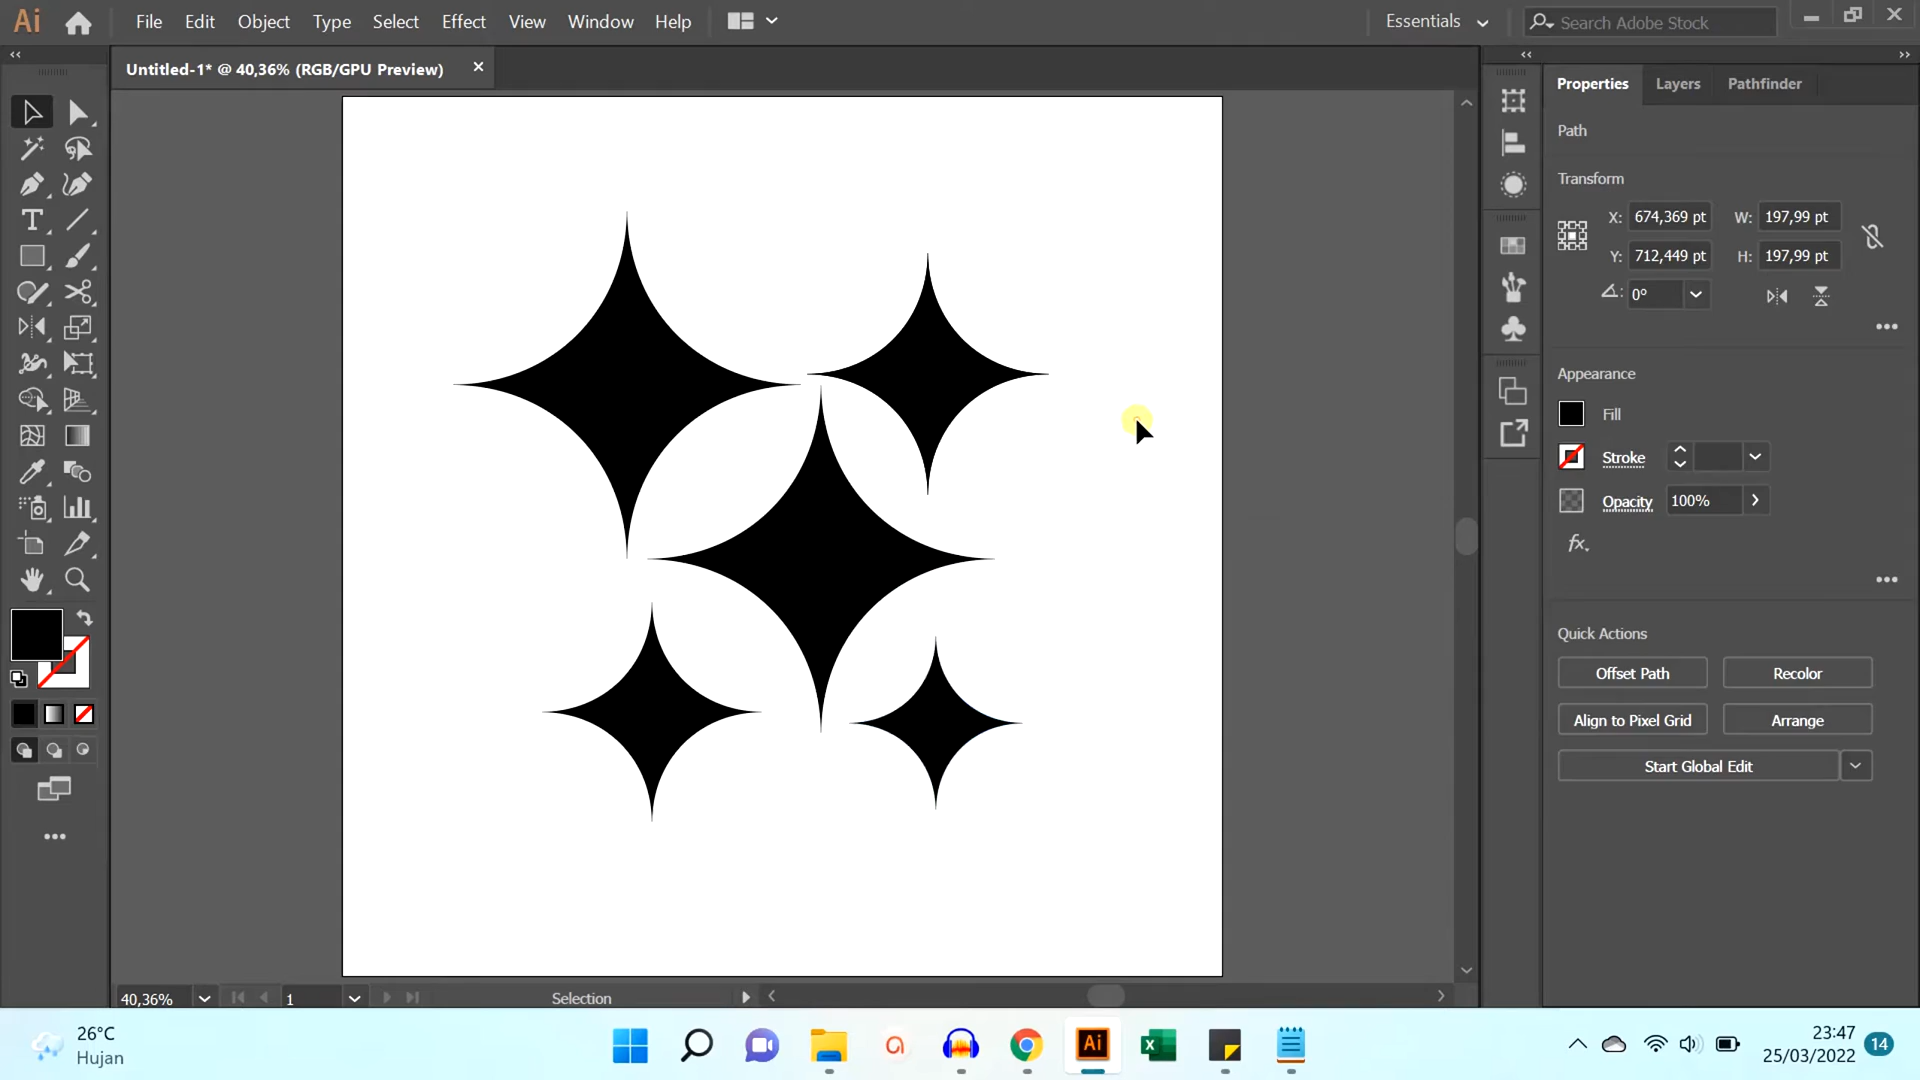 Ai File Edit Object Type Select Effect View Window Help Essentials Search Adobe Stock
Untitled-1* @ 40,36% (RGB/GPU Preview)
Properties Layers Pathfinder
Path
Transform
X: 674,369 pt W: 197,99 pt
Y: 712,449 pt H: 197,99 pt
0°
Appearance
Fill
Stroke
Opacity 100%
fx.
Quick Actions
Offset Path Recolor
Align to Pixel Grid Arrange
Start Global Edit
40,36% 1 Selection
26°C
Hujan
Ai
23:47
25/03/2022
14